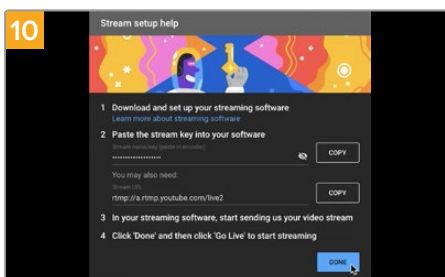 10
Stream setup help
1 Download and set up your streaming software
Learn more about streaming software
2 Paste the stream key into your software
Stream name/key (paste in encoder)
••••••••••••••••••••
COPY
You may also need:
Stream URL
rtmp://a.rtmp.youtube.com/live2
COPY
3 In your streaming software, start sending us your video stream
4 Click 'Done' and then click 'Go Live' to start streaming
DONE